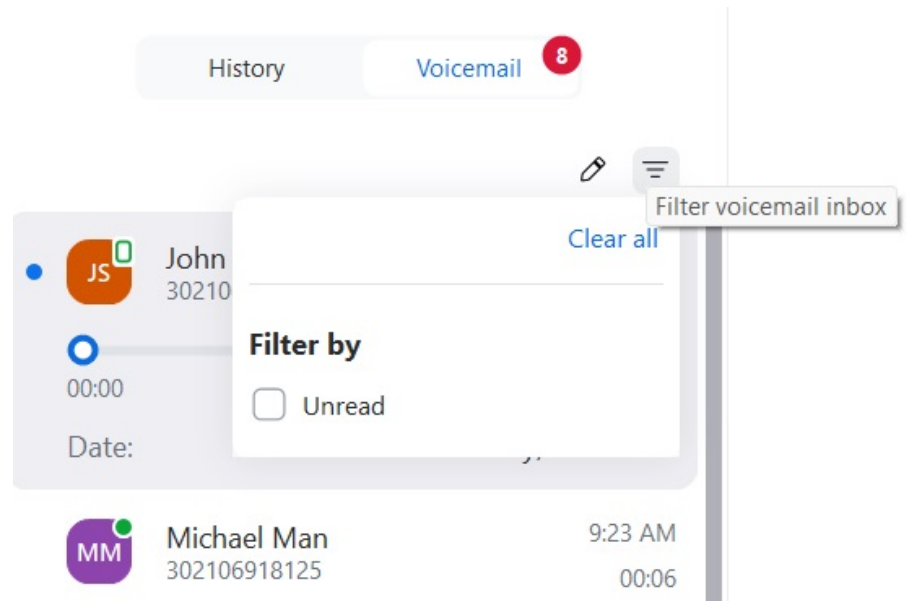 History
Voicemail
8
Filter voicemail inbox
Clear all
JS
John
30210
Filter by
00:00
Unread
Date:
MM
Michael Man
9:23 AM
302106918125
00:06